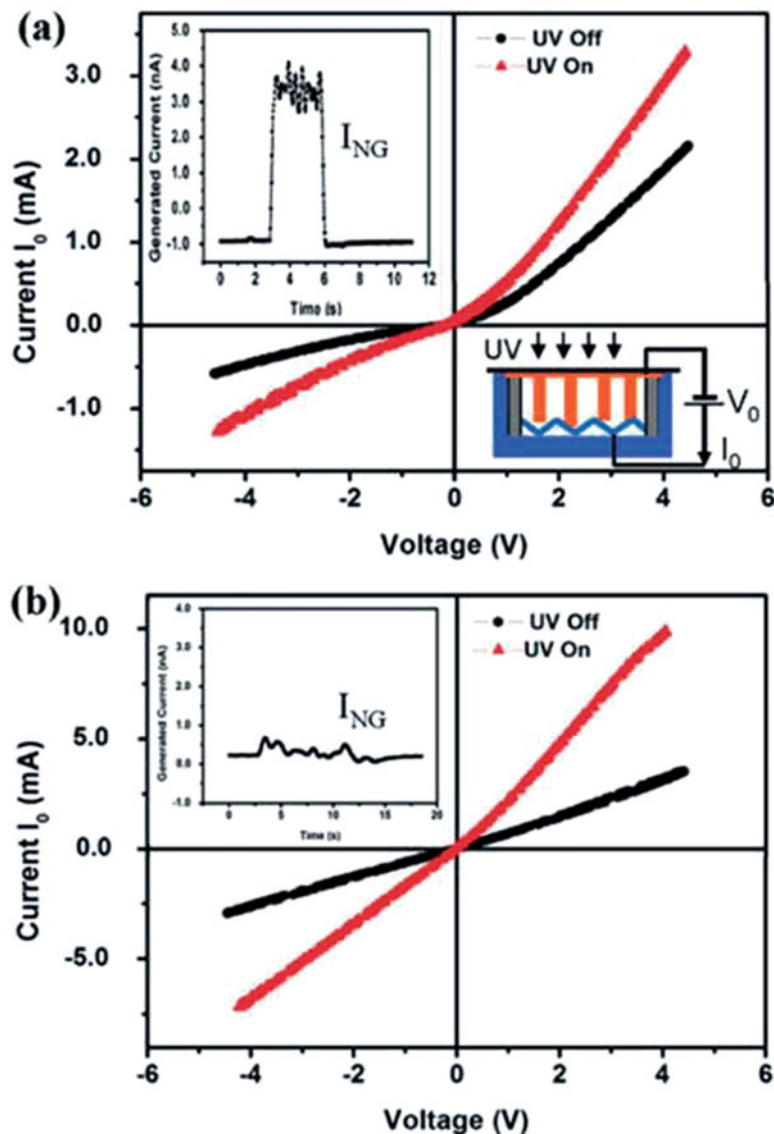 (a)
UV Off
UV On
Current I₀ (mA)
3.0
2.0
1.0
0.0
-1.0
-6 -4 -2 0 2 4 6
Voltage (V)
Generated Current (nA)
5.0
4.0
3.0
2.0
1.0
0.0
-1.0
0 2 4 6 8 10 12
Time (s)
I_NG
UV
V₀
I₀
(b)
UV Off
UV On
Current I₀ (mA)
10.0
5.0
0.0
-5.0
-6 -4 -2 0 2 4 6
Voltage (V)
Generated Current (nA)
4.0
3.0
2.0
1.0
0.0
-1.0
0 5 10 15 20
Time (s)
I_NG